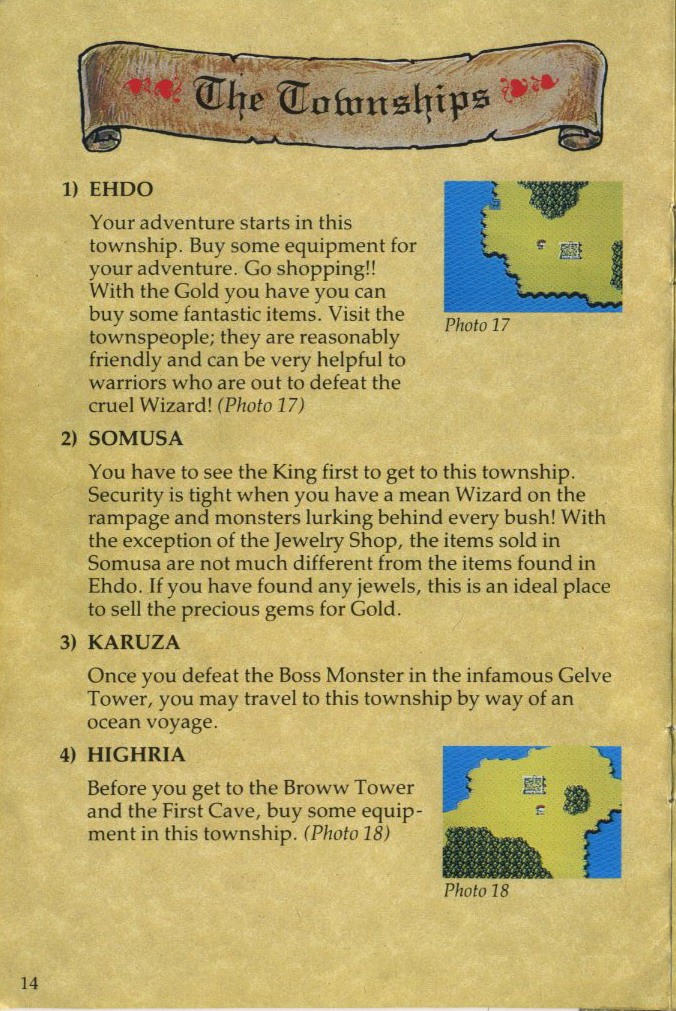 The Townships
1) EHDO
Your adventure starts in this
township. Buy some equipment for
your adventure. Go shopping!!
With the Gold you have you can
buy some fantastic items. Visit the
townspeople; they are reasonably
friendly and can be very helpful to
warriors who are out to defeat the
cruel Wizard! (Photo 17)
Photo 17
2) SOMUSA
You have to see the King first to get to this township.
Security is tight when you have a mean Wizard on the
rampage and monsters lurking behind every bush! With
the exception of the Jewelry Shop, the items sold in
Somusa are not much different from the items found in
Ehdo. If you have found any jewels, this is an ideal place
to sell the precious gems for Gold.
3) KARUZA
Once you defeat the Boss Monster in the infamous Gelve
Tower, you may travel to this township by way of an
ocean voyage.
4) HIGHRIA
Before you get to the Broww Tower
and the First Cave, buy some equip-
ment in this township. (Photo 18)
Photo 18
14